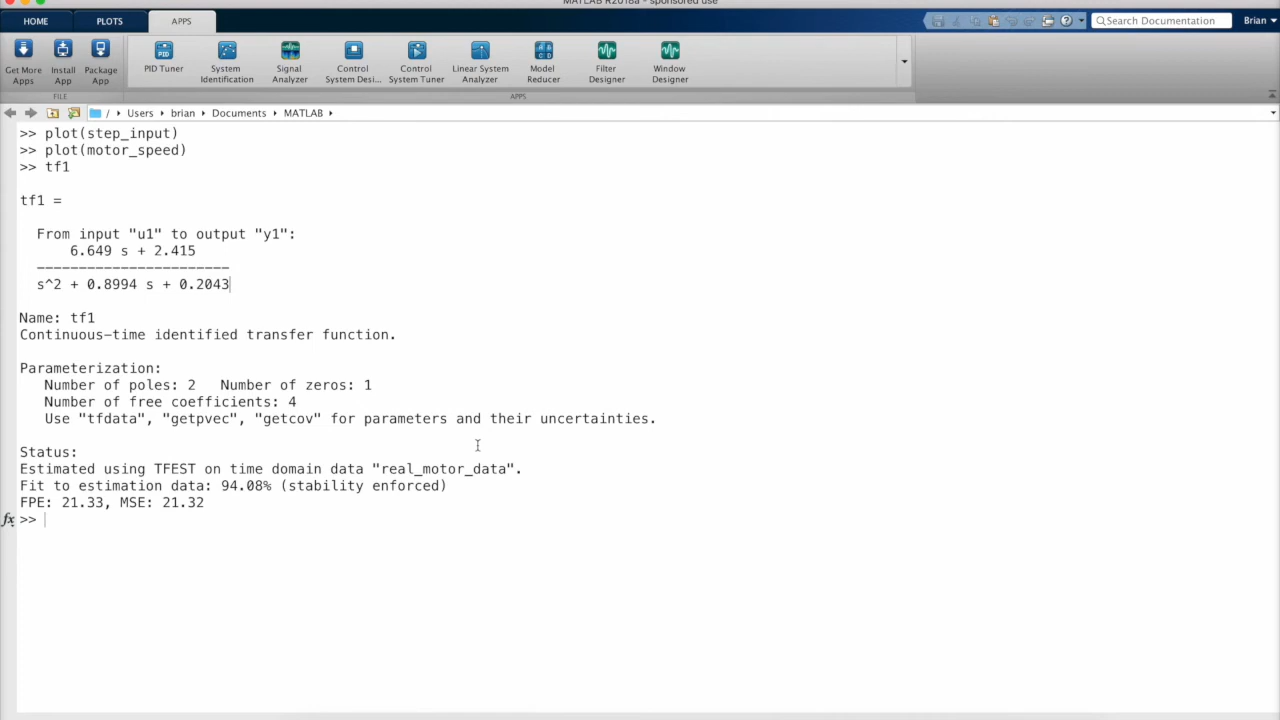 MATLAB R2018a - sponsored use
HOME PLOTS APPS
Search Documentation Brian
Get More Apps
Install App
Package App
PID Tuner
System Identification
Signal Analyzer
Control System Desi...
Control System Tuner
Linear System Analyzer
Model Reducer
Filter Designer
Window Designer
FILE APPS
/ Users brian Documents MATLAB
>> plot(step_input)
>> plot(motor_speed)
>> tf1
tf1 =
From input "u1" to output "y1":
6.649 s + 2.415
-----------------------
s^2 + 0.8994 s + 0.2043
Name: tf1
Continuous-time identified transfer function.
Parameterization:
Number of poles: 2 Number of zeros: 1
Number of free coefficients: 4
Use "tfdata", "getpvec", "getcov" for parameters and their uncertainties.
Status:
Estimated using TFEST on time domain data "real_motor_data".
Fit to estimation data: 94.08% (stability enforced)
FPE: 21.33, MSE: 21.32
fx >>